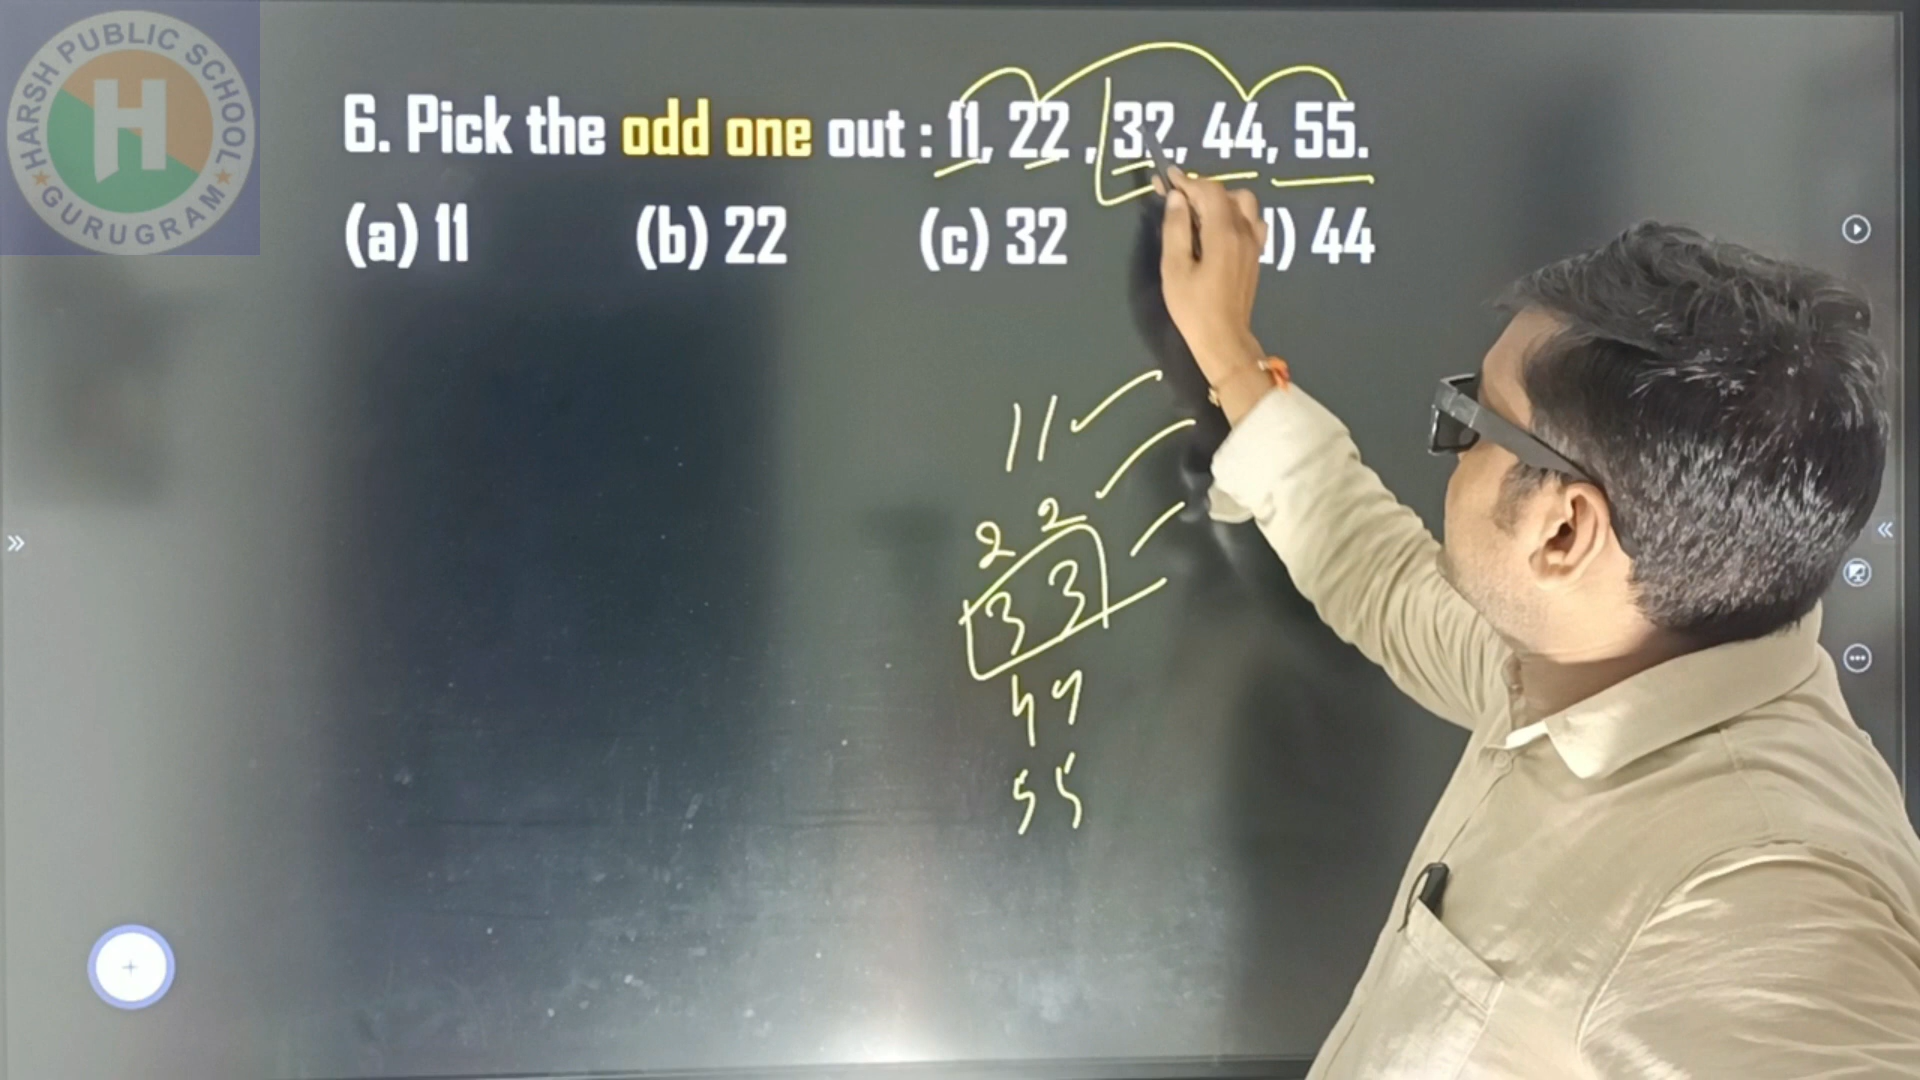 HARSH PUBLIC SCHOOL
H
★ GURUGRAM ★
6. Pick the odd one out : 11, 22 , 32, 44, 55.
(a) 11 (b) 22 (c) 32 d) 44
11
22
33
44
55